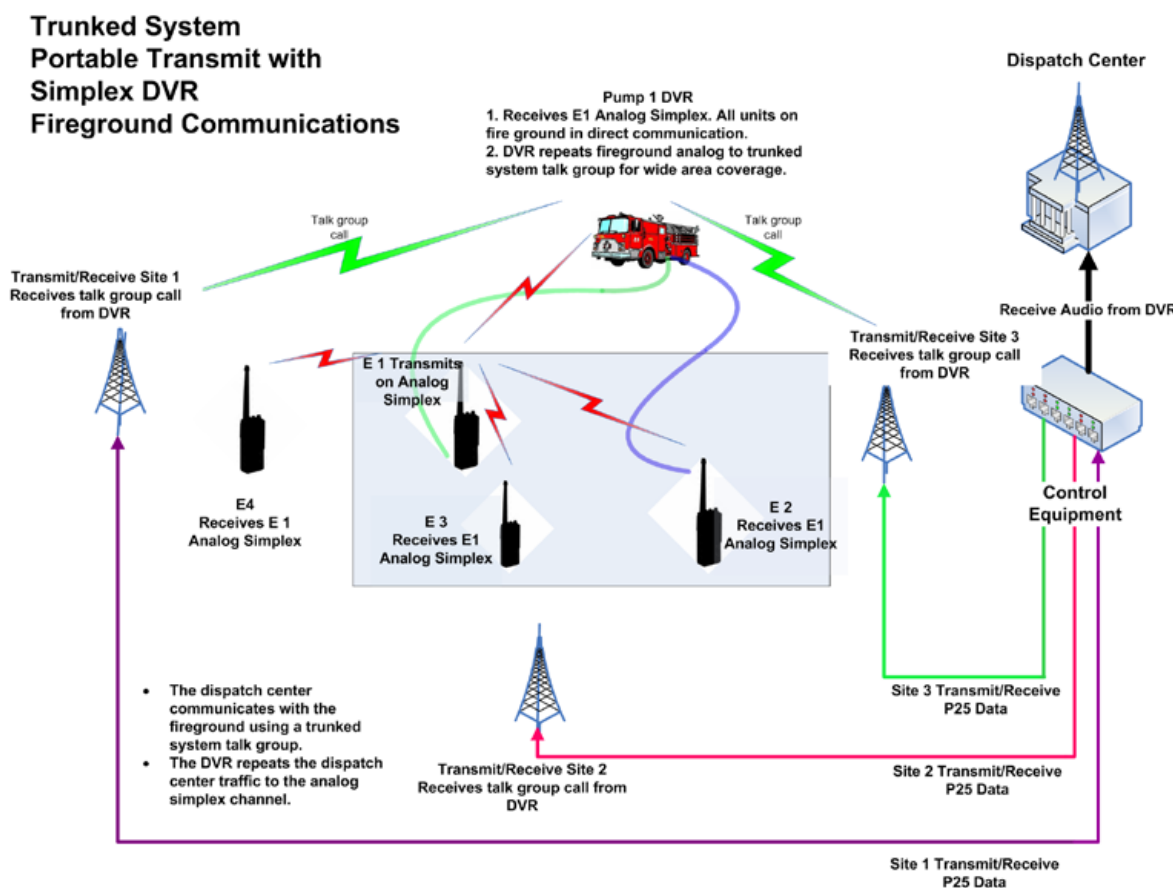 Trunked System
Portable Transmit with
Simplex DVR
Fireground Communications
Dispatch Center
Pump 1 DVR
1. Receives E1 Analog Simplex. All units on
fire ground in direct communication.
2. DVR repeats fireground analog to trunked
system talk group for wide area coverage.
Talk group
call
Talk group
call
Transmit/Receive Site 1
Receives talk group call
from DVR
Receive Audio from DVR
Transmit/Receive Site 3
Receives talk group call
from DVR
E 1 Transmits
on Analog
Simplex
E4
Receives E 1
Analog Simplex
E 3
Receives E1
Analog Simplex
E 2
Receives E1
Analog Simplex
Control
Equipment
• The dispatch center
communicates with the
fireground using a trunked
system talk group.
• The DVR repeats the dispatch
center traffic to the analog
simplex channel.
Transmit/Receive Site 2
Receives talk group call from
DVR
Site 3 Transmit/Receive
P25 Data
Site 2 Transmit/Receive
P25 Data
Site 1 Transmit/Receive
P25 Data